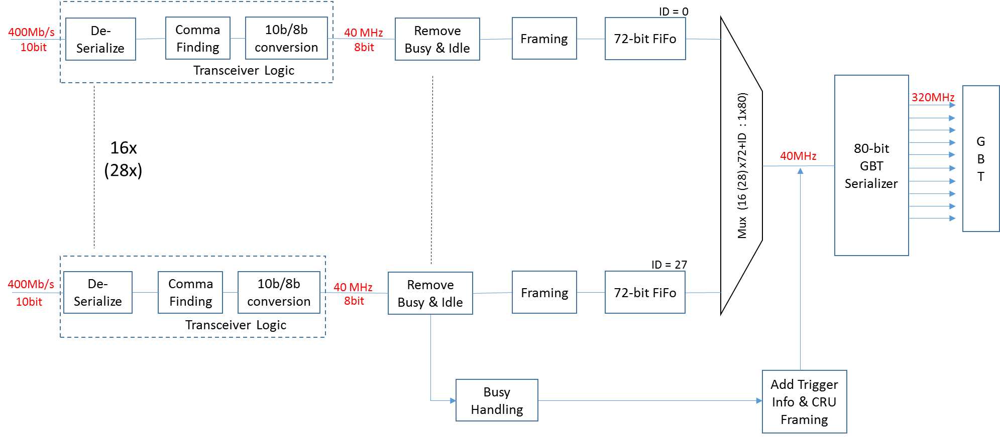 ID = 0
400Mb/s
10bit
De-
Serialize
Comma
Finding
10b/8b
conversion
Transceiver Logic
40 MHz
8bit
Remove
Busy & Idle
Framing
72-bit FiFo
16x
(28x)
Mux (16 (28) x72+ID : 1x80)
40MHz
80-bit
GBT
Serializer
320MHz
G
B
T
ID = 27
400Mb/s
10bit
De-
Serialize
Comma
Finding
10b/8b
conversion
Transceiver Logic
40 MHz
8bit
Remove
Busy & Idle
Framing
72-bit FiFo
Busy
Handling
Add Trigger
Info & CRU
Framing